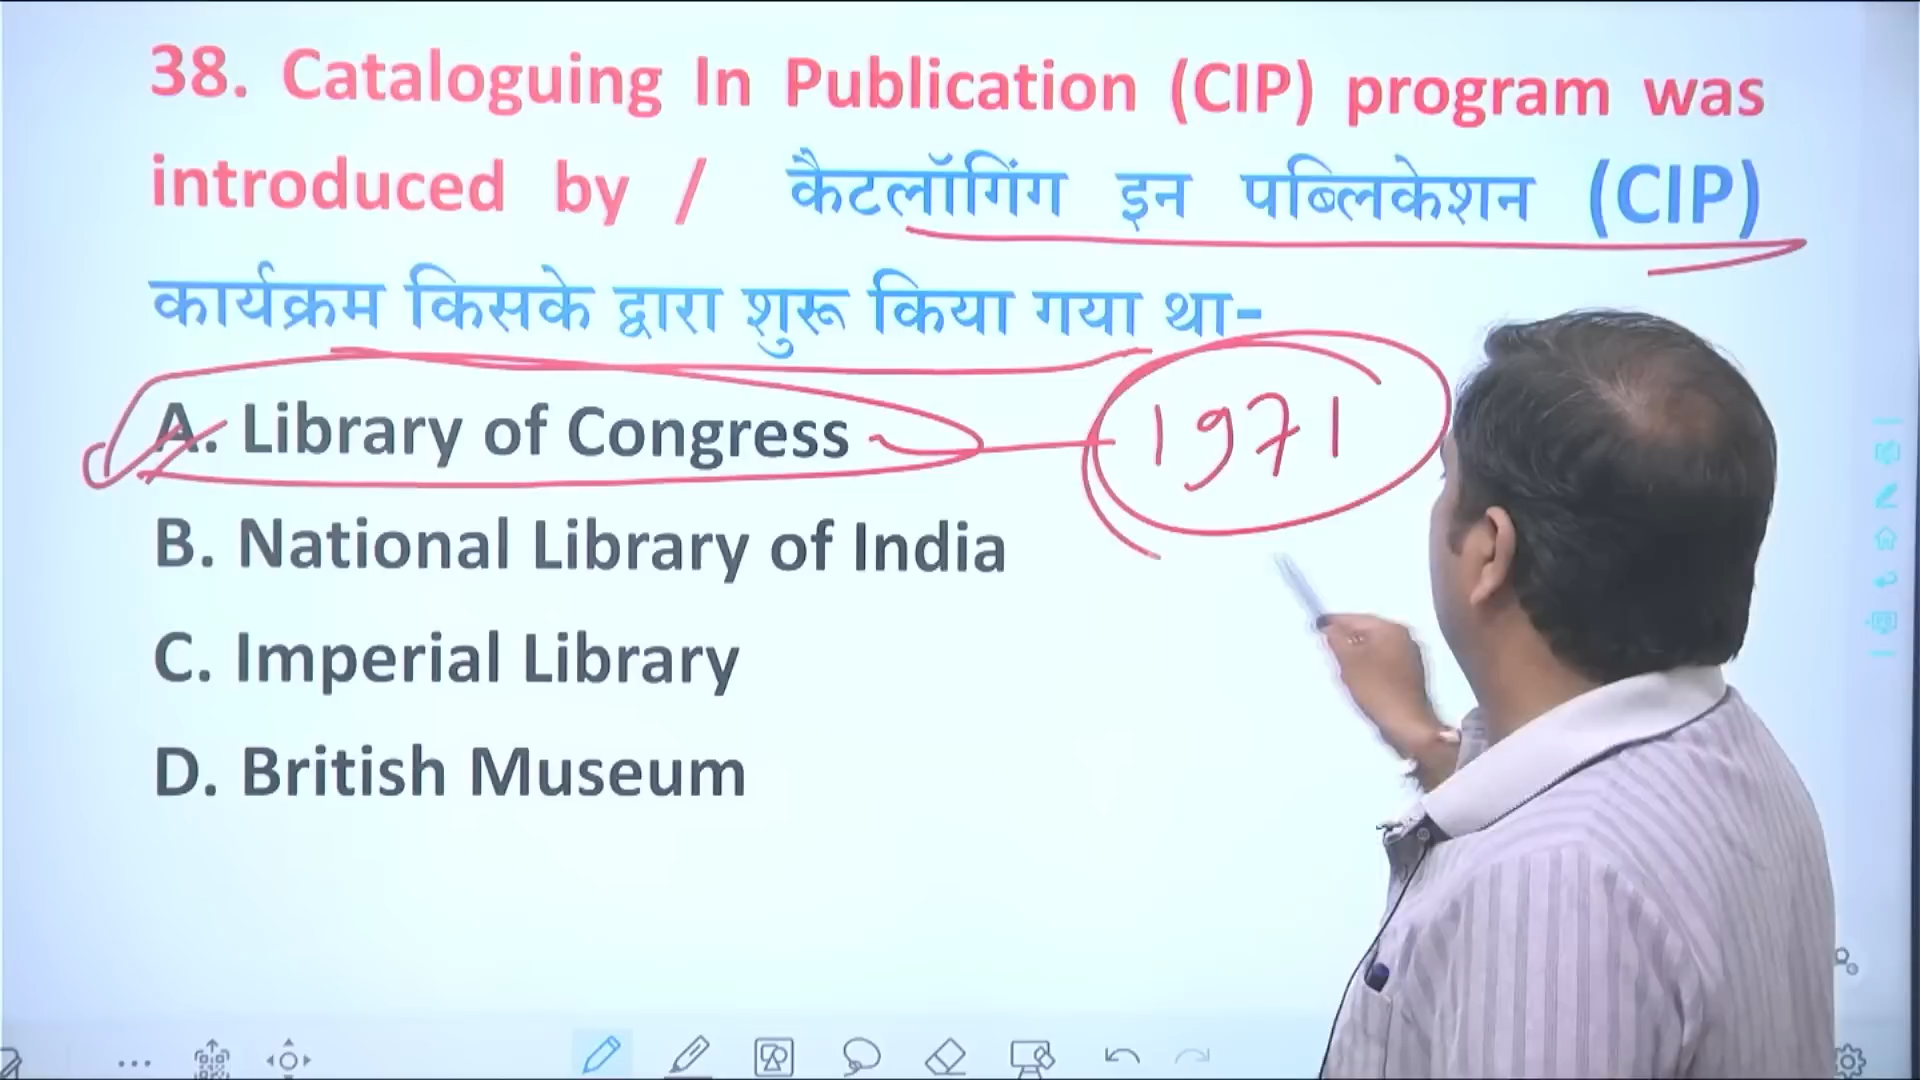 38. Cataloguing In Publication (CIP) program was
introduced by / कैटलॉगिंग इन पब्लिकेशन (CIP)
कार्यक्रम किसके द्वारा शुरू किया गया था-
A. Library of Congress 1971
B. National Library of India
C. Imperial Library
D. British Museum